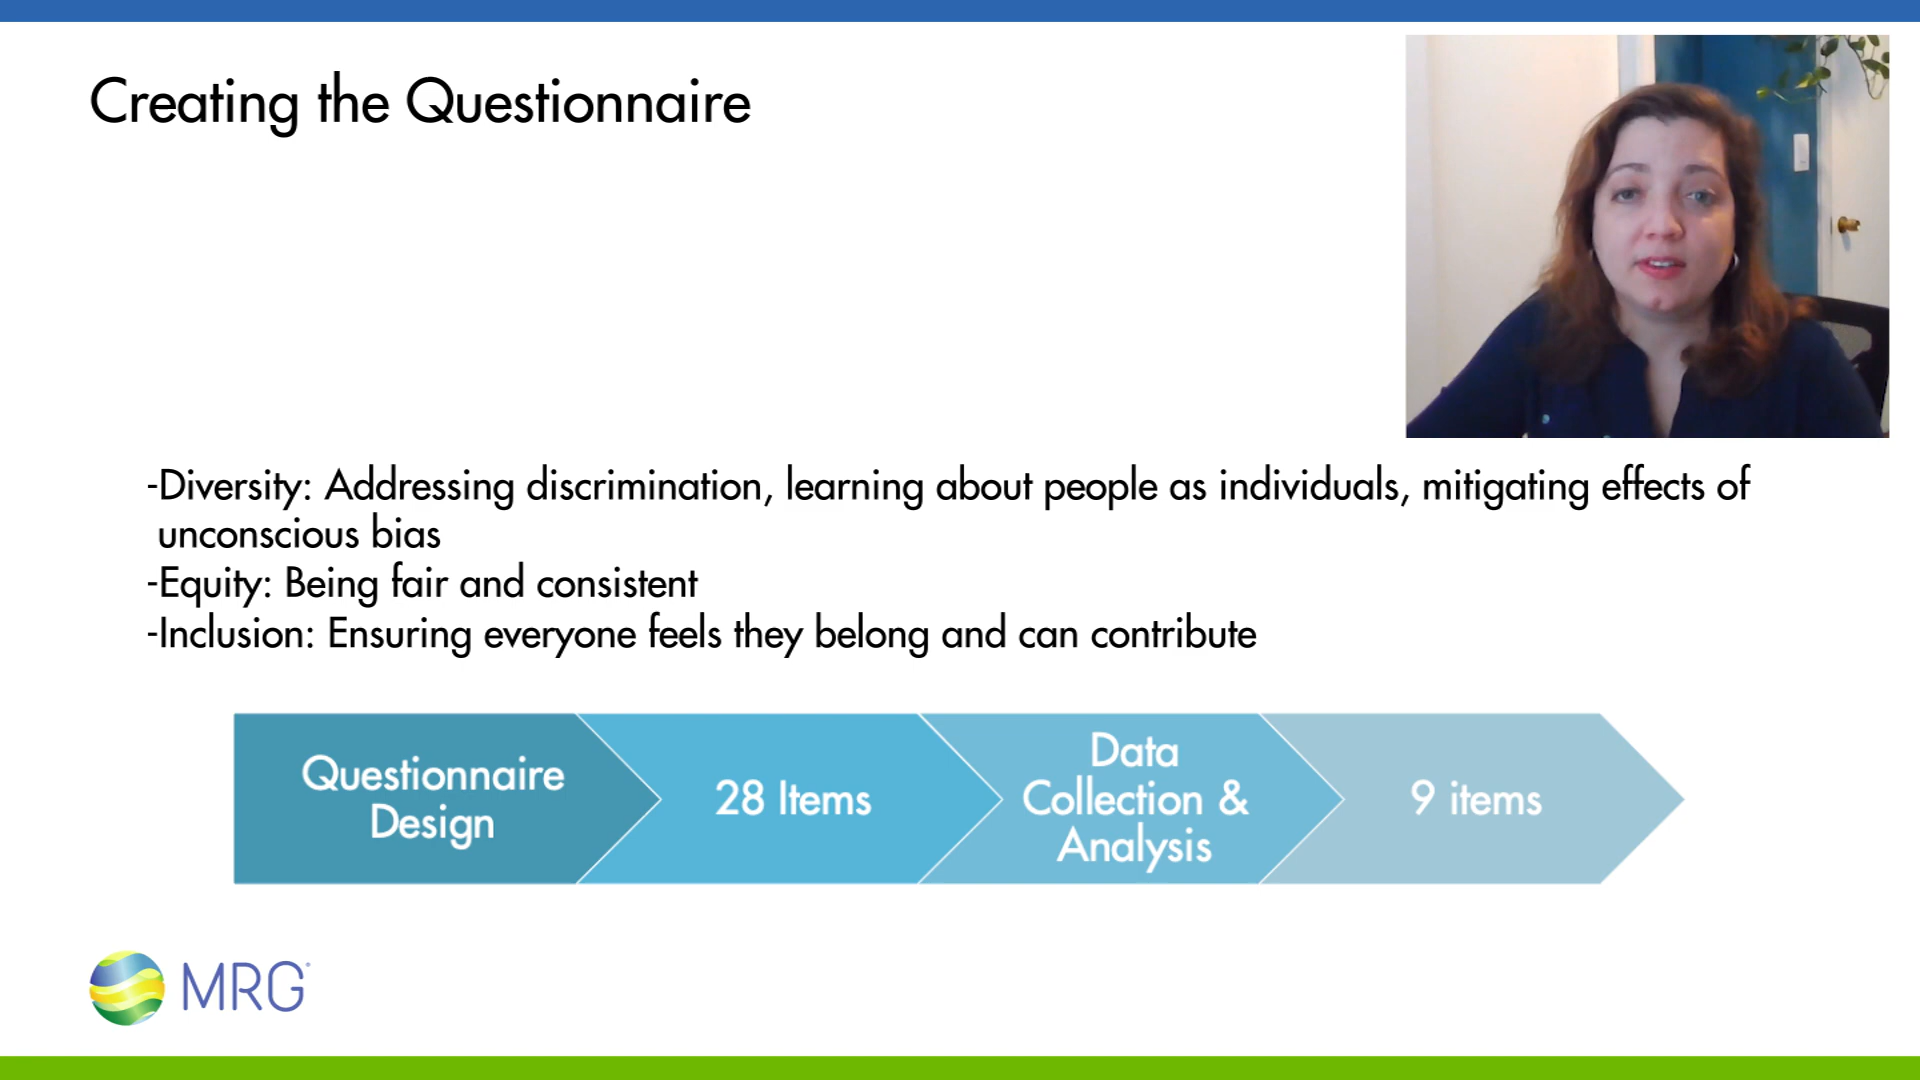 Creating the Questionnaire
-Diversity: Addressing discrimination, learning about people as individuals, mitigating effects of
unconscious bias
-Equity: Being fair and consistent
-Inclusion: Ensuring everyone feels they belong and can contribute
Questionnaire
Design
28 Items
Data
Collection &
Analysis
9 items
MRG